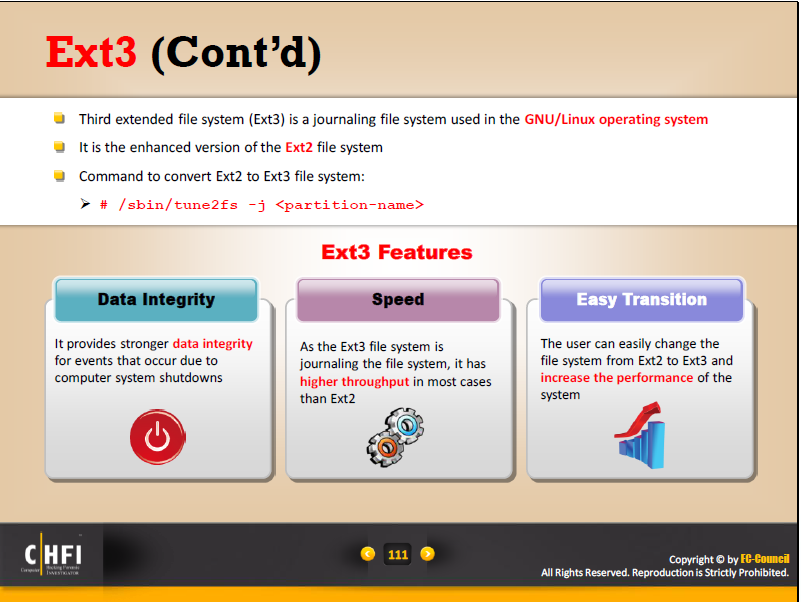 Ext3 (Cont’d)
Third extended file system (Ext3) is a journaling file system used in the GNU/Linux operating system
It is the enhanced version of the Ext2 file system
Command to convert Ext2 to Ext3 file system:
# /sbin/tune2fs -j <partition-name>
Ext3 Features
Data Integrity
It provides stronger data integrity
for events that occur due to
computer system shutdowns
Speed
As the Ext3 file system is
journaling the file system, it has
higher throughput in most cases
than Ext2
Easy Transition
The user can easily change the
file system from Ext2 to Ext3 and
increase the performance of the
system
CHFI
Computer Hacking Forensic
INVESTIGATOR
111
Copyright © by EC-Council
All Rights Reserved. Reproduction is Strictly Prohibited.